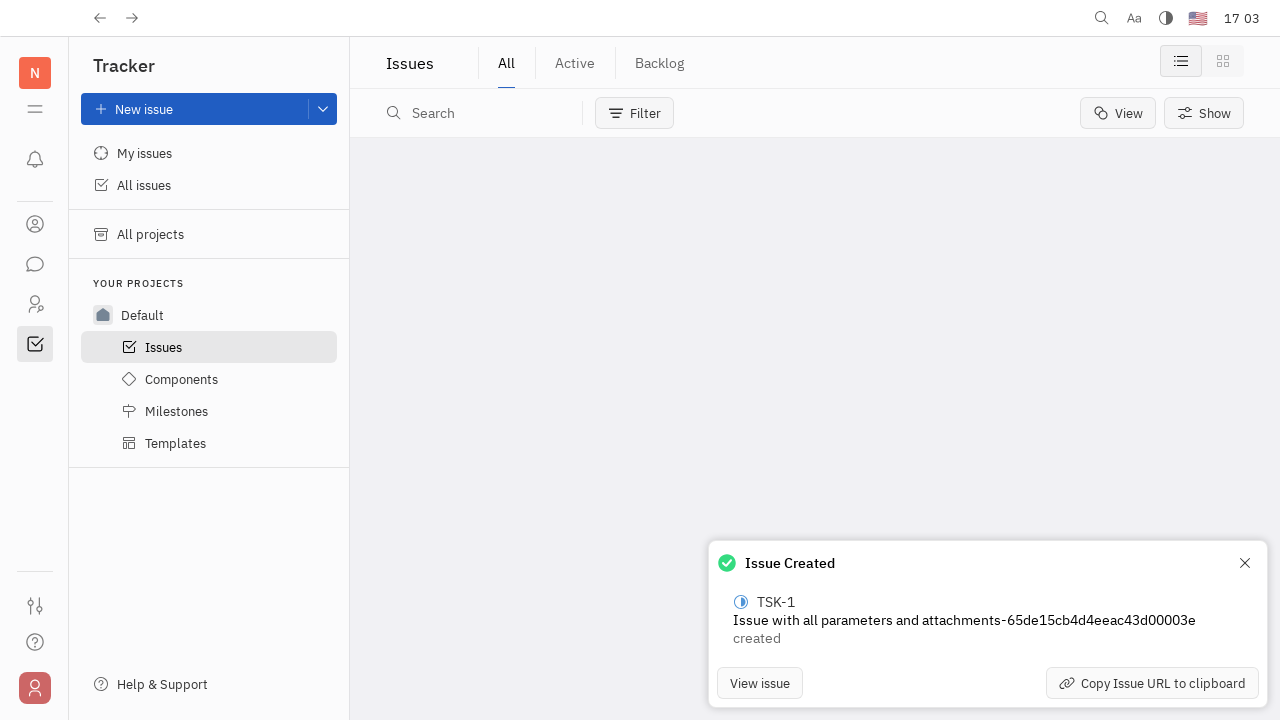 Aa
17 03
N
Tracker
New issue
My issues
All issues
All projects
YOUR PROJECTS
Default
Issues
Components
Milestones
Templates
Help & Support
Issues
All
Active
Backlog
Search
Filter
View
Show
Issue Created
TSK-1
Issue with all parameters and attachments-65de15cb4d4eeac43d00003e
created
View issue
Copy Issue URL to clipboard